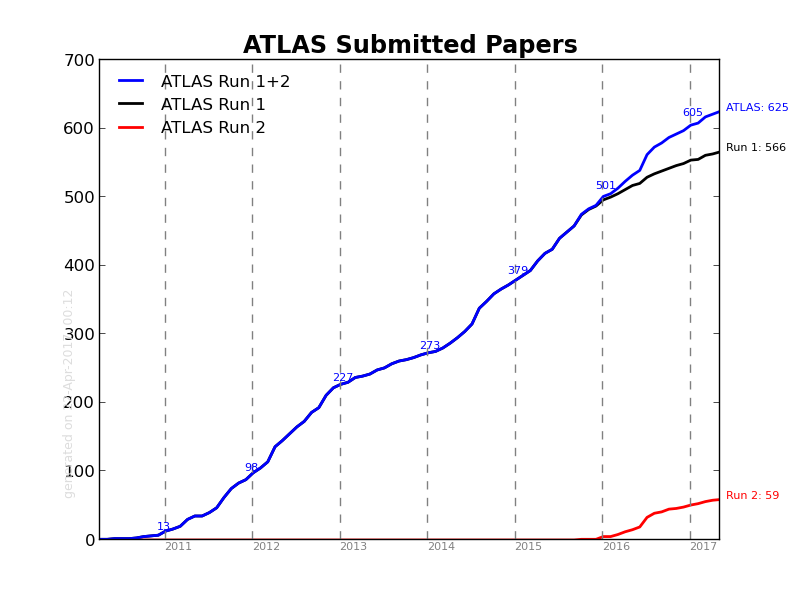 ATLAS Submitted Papers
700
600
500
400
300
200
100
0
ATLAS Run 1+2
ATLAS Run 1
ATLAS Run 2
13
98
227
273
379
501
605
ATLAS: 625
Run 1: 566
Run 2: 59
2011
2012
2013
2014
2015
2016
2017
generated on